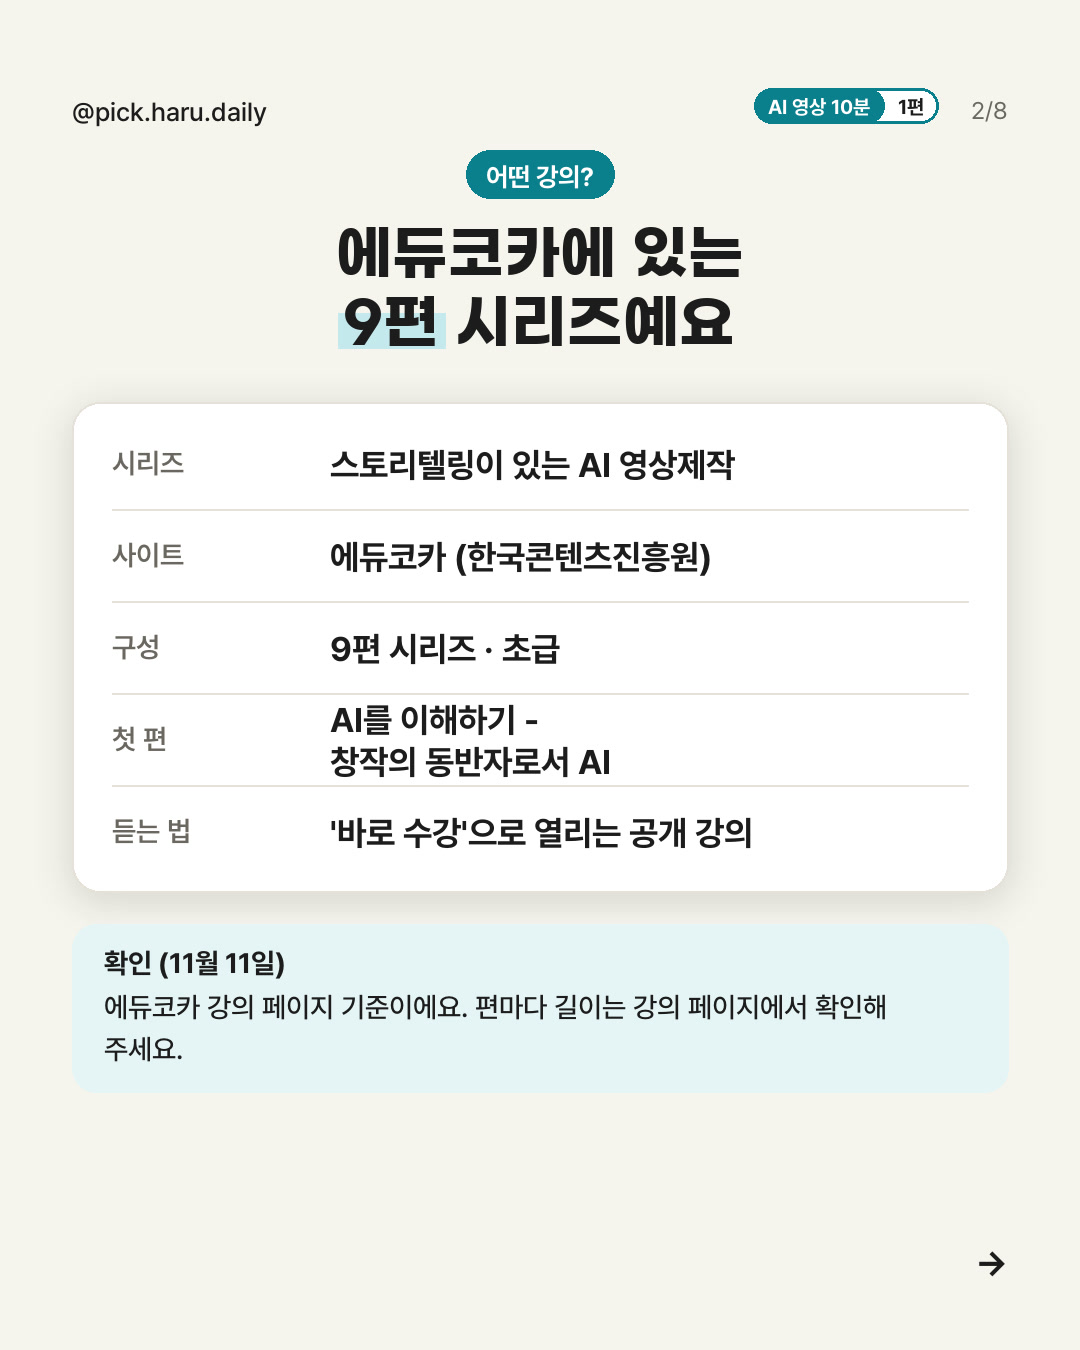 @pick.haru.daily
AI 영상 10분 1편 2/8
어떤 강의?
에듀코카에 있는
9편 시리즈예요
시리즈 스토리텔링이 있는 AI 영상제작
사이트 에듀코카 (한국콘텐츠진흥원)
구성 9편 시리즈 · 초급
첫 편 AI를 이해하기 -
창작의 동반자로서 AI
듣는 법 '바로 수강'으로 열리는 공개 강의
확인 (11월 11일)
에듀코카 강의 페이지 기준이에요. 편마다 길이는 강의 페이지에서 확인해
주세요.
→